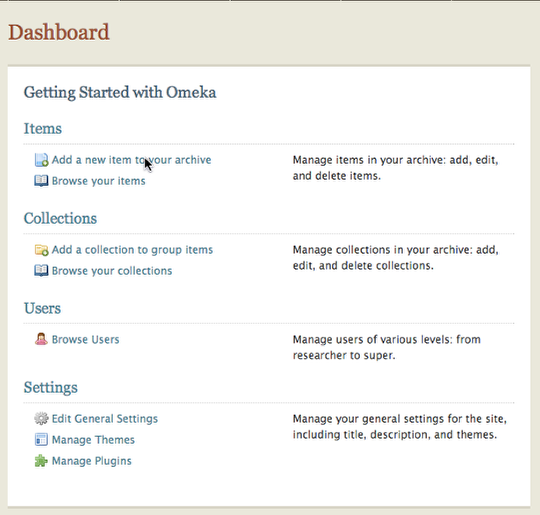 Dashboard
Getting Started with Omeka
Items
Add a new item to your archive
Manage items in your archive: add, edit,
and delete items.
Browse your items
Collections
Add a collection to group items
Manage collections in your archive: add,
edit, and delete collections.
Browse your collections
Users
Browse Users
Manage users of various levels: from
researcher to super.
Settings
Edit General Settings
Manage your general settings for the site,
including title, description, and themes.
Manage Themes
Manage Plugins